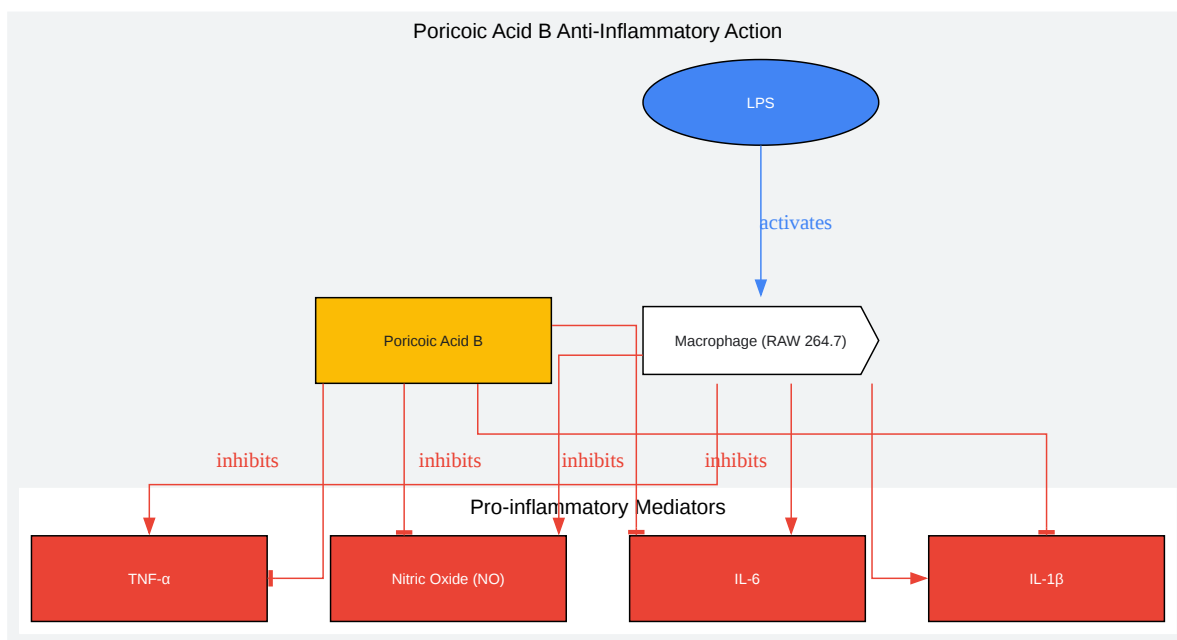 Poricoic Acid B Anti-Inflammatory Action
LPS
activates
Poricoic Acid B
Macrophage (RAW 264.7)
inhibits
inhibits
inhibits
inhibits
Pro-inflammatory Mediators
TNF-α
Nitric Oxide (NO)
IL-6
IL-1β